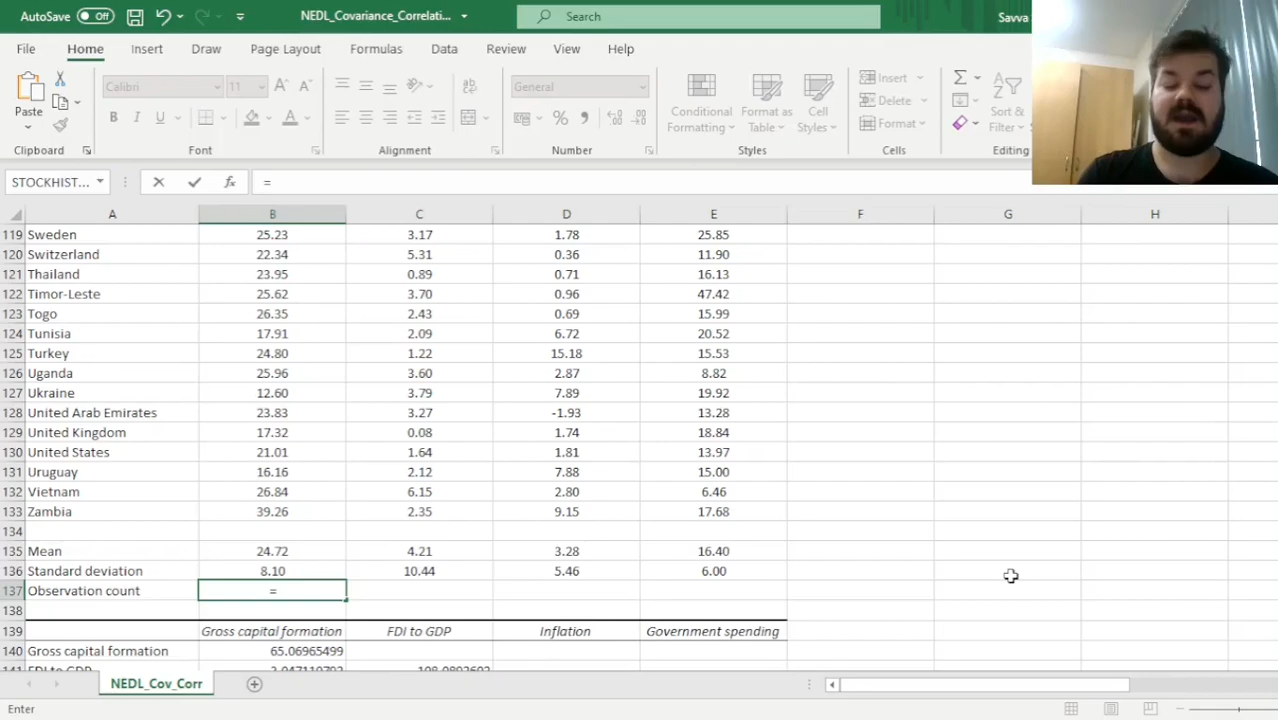 AutoSave Off NEDL_Covariance_Correlati... Search Savva
File Home Insert Draw Page Layout Formulas Data Review View Help
Calibri 11 A A General Insert
Paste B I U A % Conditional Format as Cell Delete Sort &
Formatting Table Styles Format Filter
Clipboard Font Alignment Number Styles Cells Editing
STOCKHIST... fx =
A B C D E F G H
119 Sweden 25.23 3.17 1.78 25.85
120 Switzerland 22.34 5.31 0.36 11.90
121 Thailand 23.95 0.89 0.71 16.13
122 Timor-Leste 25.62 3.70 0.96 47.42
123 Togo 26.35 2.43 0.69 15.99
124 Tunisia 17.91 2.09 6.72 20.52
125 Turkey 24.80 1.22 15.18 15.53
126 Uganda 25.96 3.60 2.87 8.82
127 Ukraine 12.60 3.79 7.89 19.92
128 United Arab Emirates 23.83 3.27 -1.93 13.28
129 United Kingdom 17.32 0.08 1.74 18.84
130 United States 21.01 1.64 1.81 13.97
131 Uruguay 16.16 2.12 7.88 15.00
132 Vietnam 26.84 6.15 2.80 6.46
133 Zambia 39.26 2.35 9.15 17.68
134
135 Mean 24.72 4.21 3.28 16.40
136 Standard deviation 8.10 10.44 5.46 6.00
137 Observation count =
138
139 Gross capital formation FDI to GDP Inflation Government spending
140 Gross capital formation 65.06965499
141 FDI to GDP
NEDL_Cov_Corr
Enter